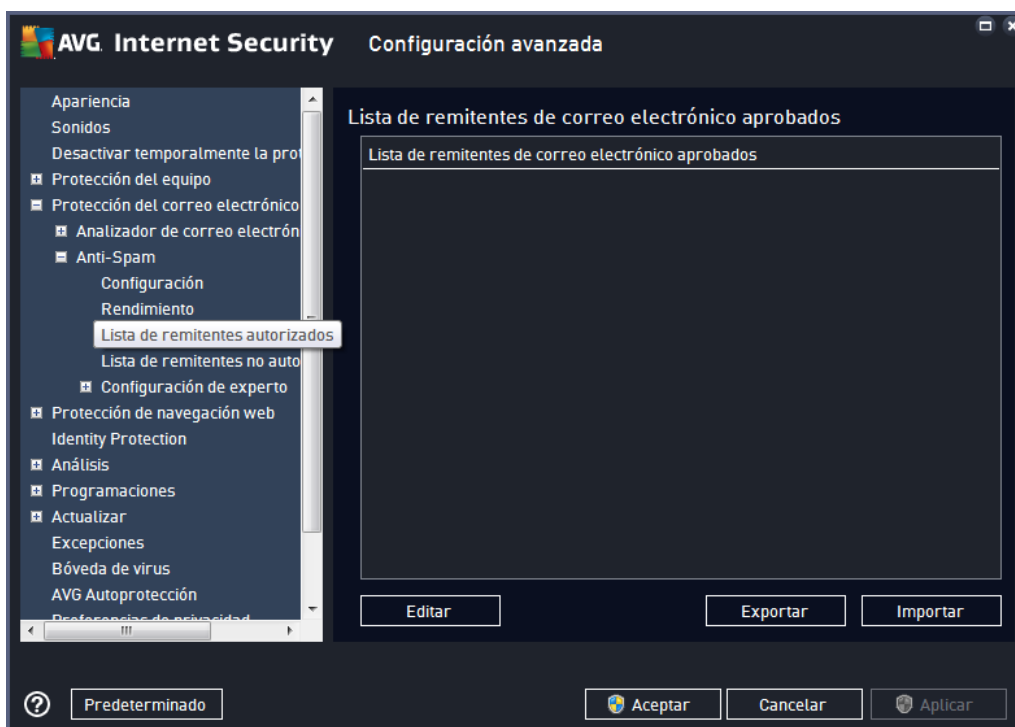 AVG. Internet Security Configuración avanzada
Apariencia
Sonidos
Desactivar temporalmente la
Protección del equipo
Protección del correo electrónico
Analizador de correo electrón
Anti-Spam
Configuración
Rendimiento
Lista de remitentes autorizados
Lista de remitentes no auto
Configuración de experto
Protección de navegación web
Identity Protection
Análisis
Programaciones
Actualizar
Excepciones
Bóveda de virus
AVG Autoprotección
Preferencias de privacidad
Lista de remitentes de correo electrónico aprobados
Lista de remitentes de correo electrónico aprobados
Editar
Exportar
Importar
? Predeterminado
Aceptar
Cancelar
Aplicar